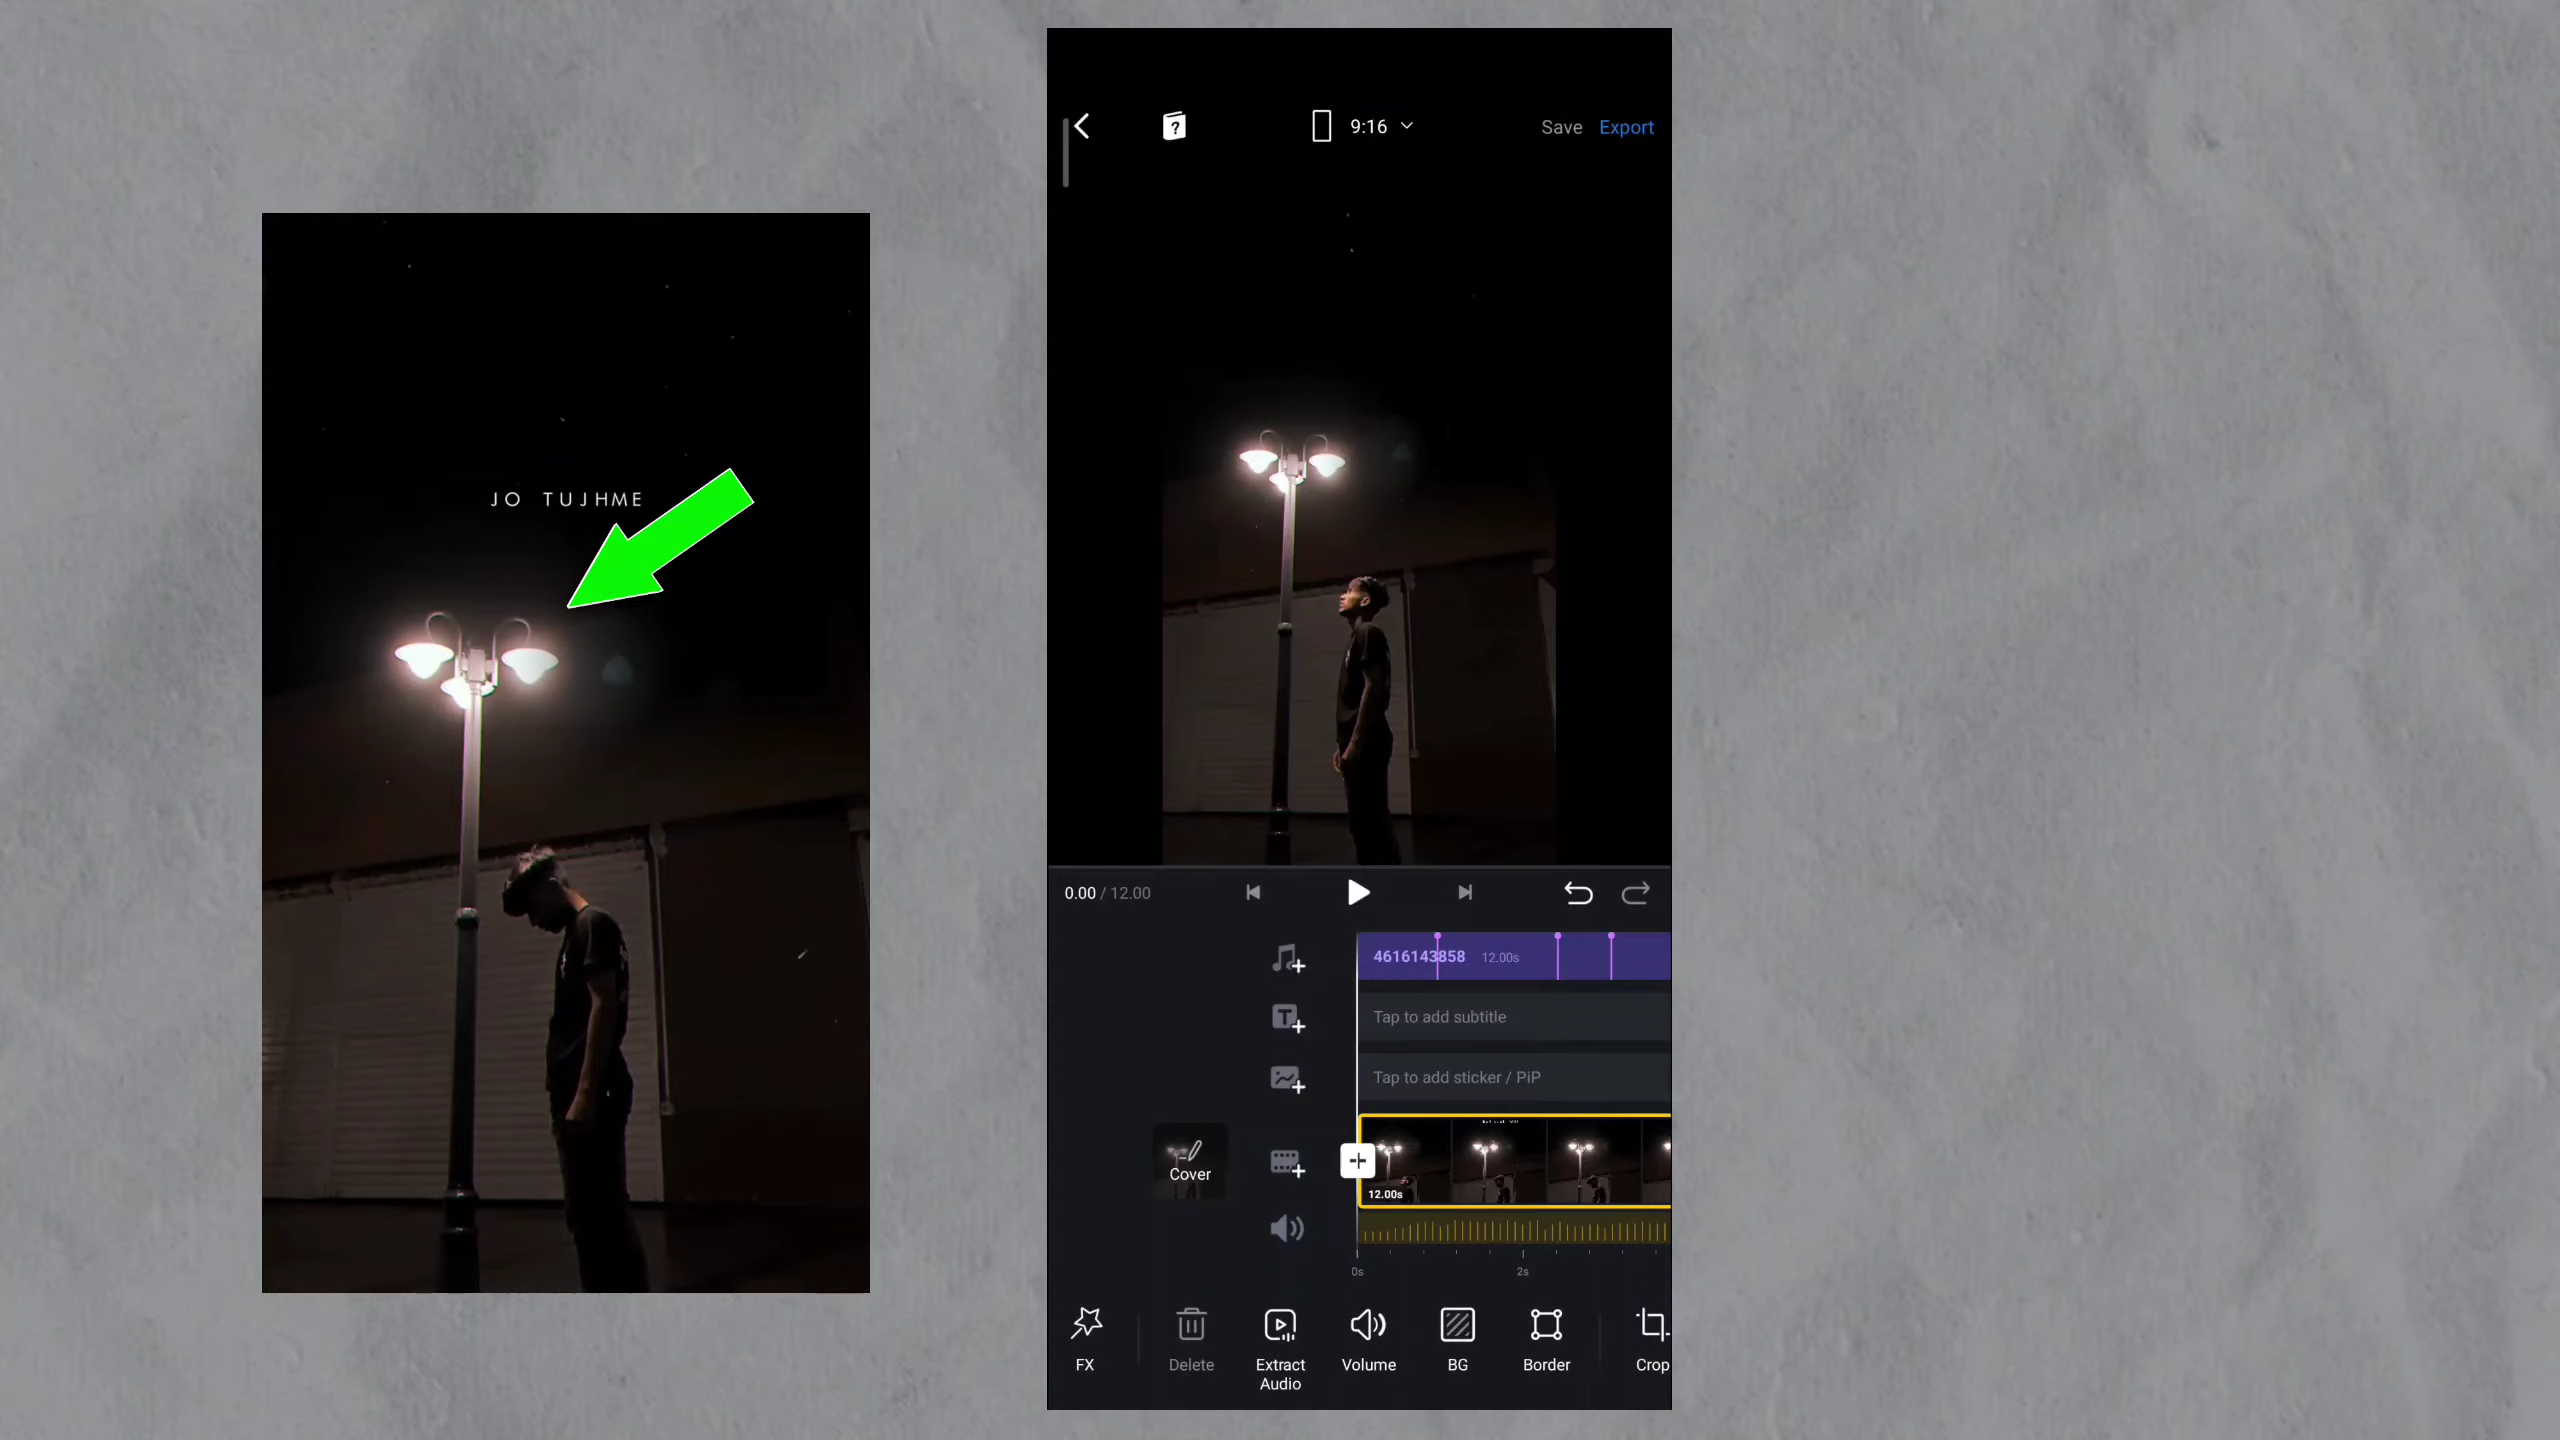 JO TUJHME
9:16
Save
Export
0.00 / 12.00
4616143858 12.00s
Tap to add subtitle
Tap to add sticker / PiP
Cover
12.00s
0s
2s
FX
Delete
Extract Audio
Volume
BG
Border
Crop